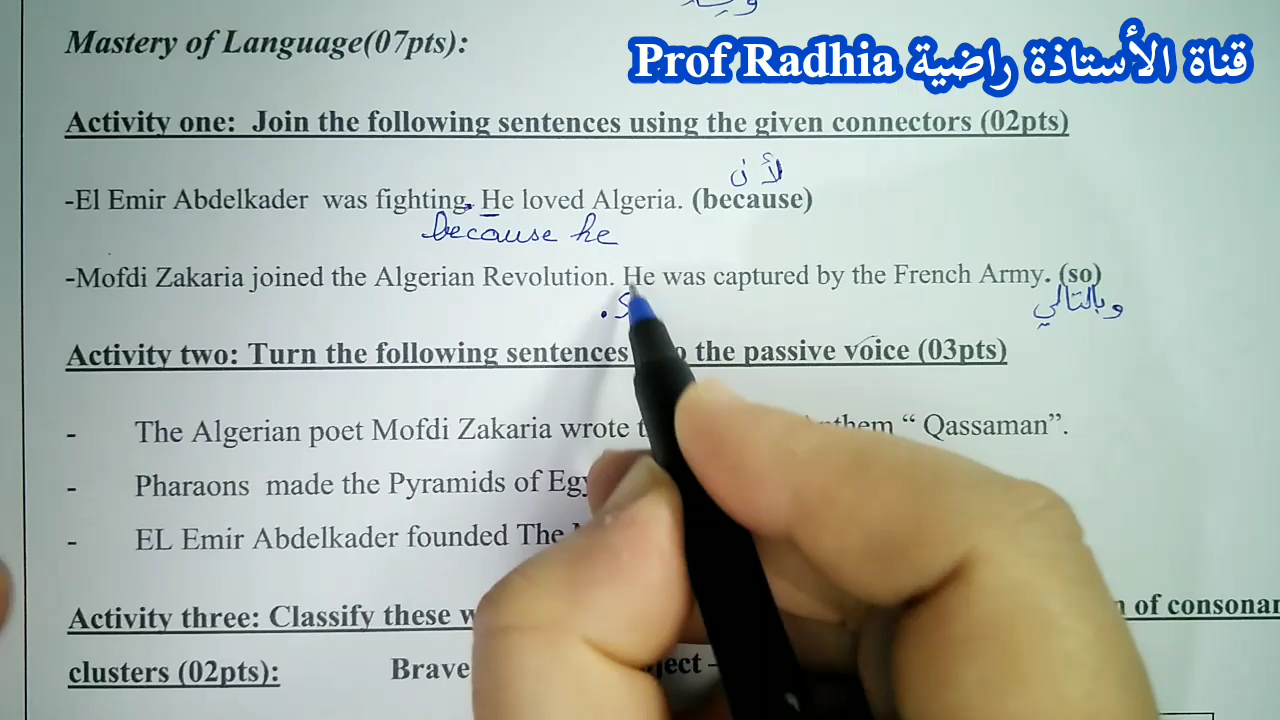 Mastery of Language(07pts):
Prof Radhia قناة الأستاذة راضية
Activity one: Join the following sentences using the given connectors (02pts)
لأن
-El Emir Abdelkader was fighting. He loved Algeria. (because)
because he
-Mofdi Zakaria joined the Algerian Revolution. He was captured by the French Army. (so)
وبالتالي
Activity two: Turn the following sentences the passive voice (03pts)
- The Algerian poet Mofdi Zakaria wrote “ Qassaman”.
- Pharaons made the Pyramids of
- EL Emir Abdelkader founded The
Activity three: Classify these of
clusters (02pts): Brave